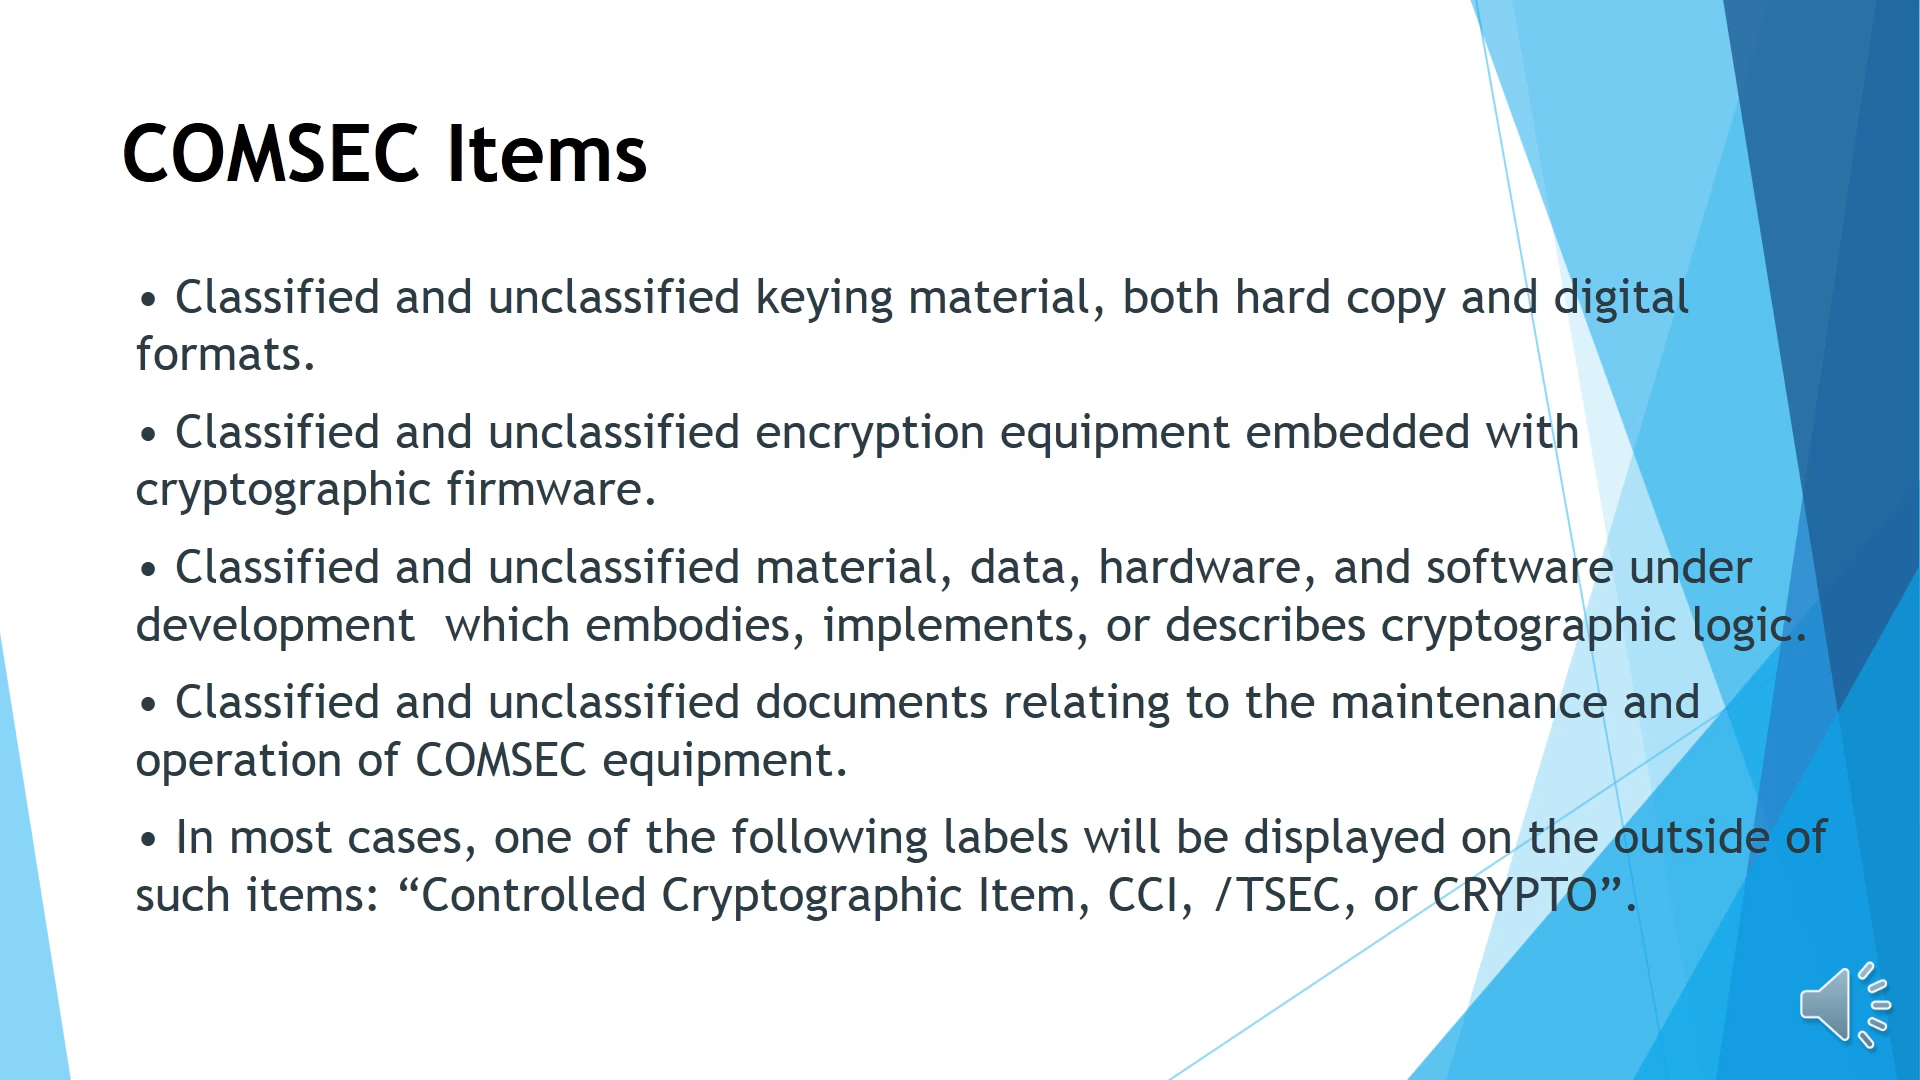 COMSEC Items
• Classified and unclassified keying material, both hard copy and digital
formats.
• Classified and unclassified encryption equipment embedded with
cryptographic firmware.
• Classified and unclassified material, data, hardware, and software under
development  which embodies, implements, or describes cryptographic logic.
• Classified and unclassified documents relating to the maintenance and
operation of COMSEC equipment.
• In most cases, one of the following labels will be displayed on the outside of
such items: “Controlled Cryptographic Item, CCI, /TSEC, or CRYPTO”.